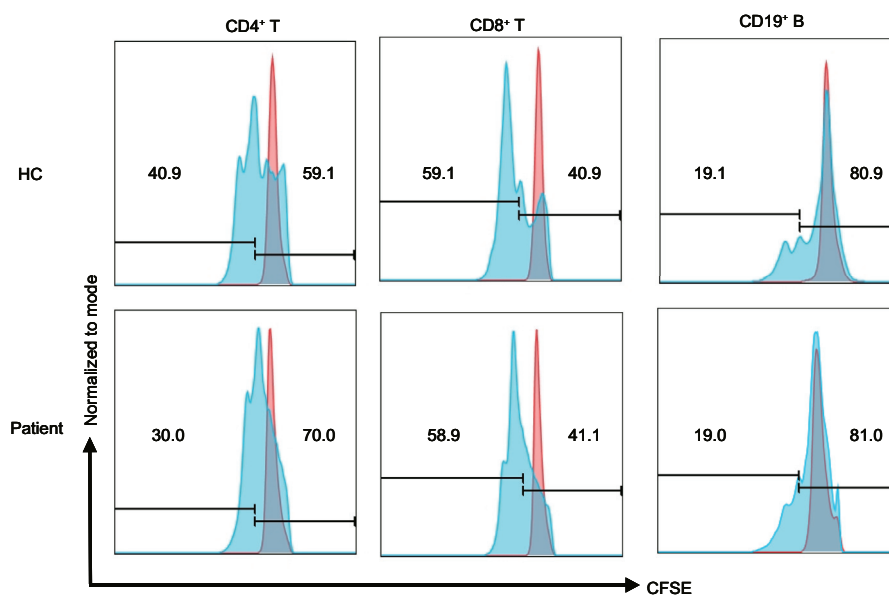 CD4⁺ T
CD8⁺ T
CD19⁺ B
HC
40.9
59.1
59.1
40.9
19.1
80.9
Normalized to mode
Patient
30.0
70.0
58.9
41.1
19.0
81.0
CFSE